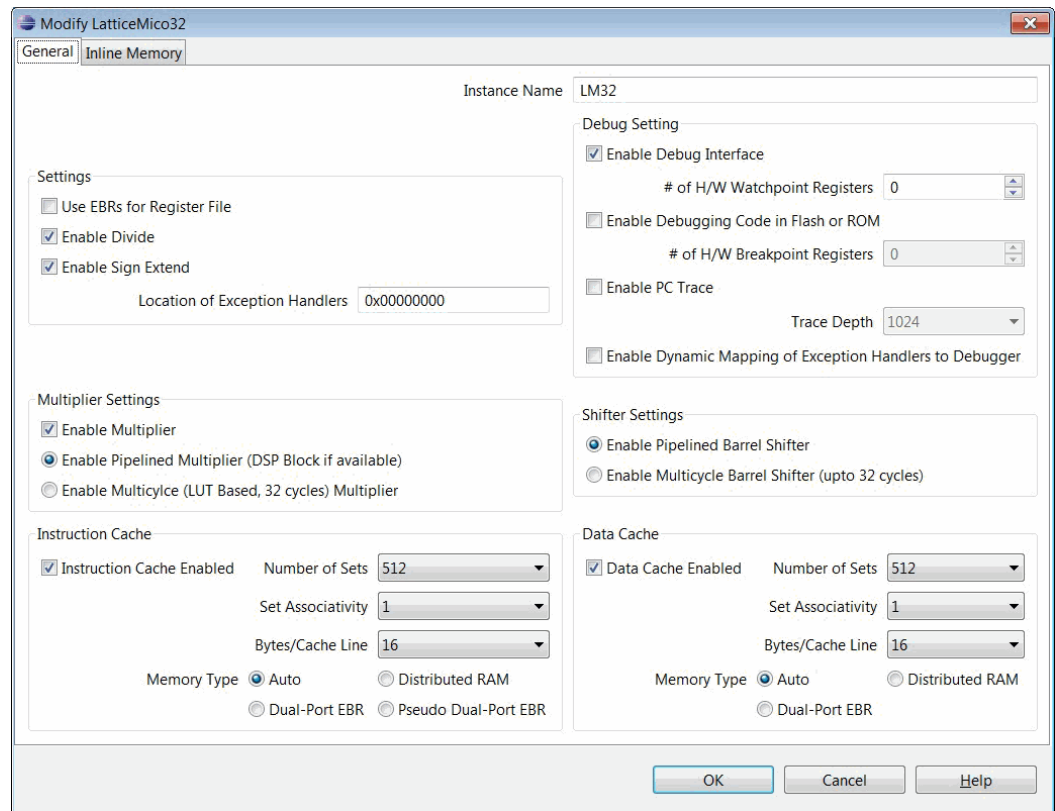 Modify LatticeMico32
General Inline Memory
Instance Name LM32
Settings
Use EBRs for Register File
Enable Divide
Enable Sign Extend
Location of Exception Handlers 0x00000000
Debug Setting
Enable Debug Interface
# of H/W Watchpoint Registers 0
Enable Debugging Code in Flash or ROM
# of H/W Breakpoint Registers 0
Enable PC Trace
Trace Depth 1024
Enable Dynamic Mapping of Exception Handlers to Debugger
Multiplier Settings
Enable Multiplier
Enable Pipelined Multiplier (DSP Block if available)
Enable Multicylce (LUT Based, 32 cycles) Multiplier
Shifter Settings
Enable Pipelined Barrel Shifter
Enable Multicycle Barrel Shifter (upto 32 cycles)
Instruction Cache
Instruction Cache Enabled Number of Sets 512
Set Associativity 1
Bytes/Cache Line 16
Memory Type Auto Distributed RAM
Dual-Port EBR Pseudo Dual-Port EBR
Data Cache
Data Cache Enabled Number of Sets 512
Set Associativity 1
Bytes/Cache Line 16
Memory Type Auto Distributed RAM
Dual-Port EBR
OK Cancel Help